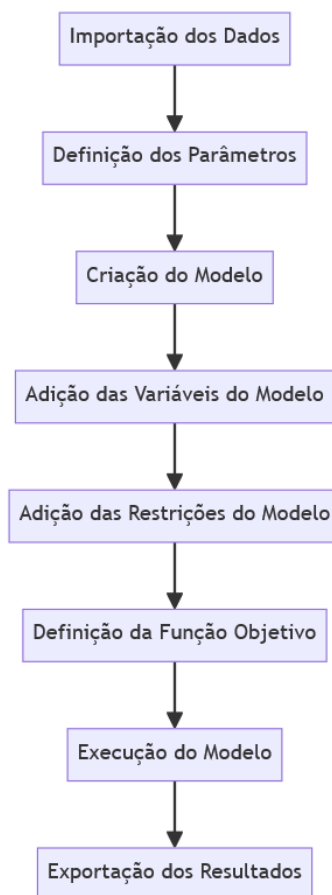 Importação dos Dados
Definição dos Parâmetros
Criação do Modelo
Adição das Variáveis do Modelo
Adição das Restrições do Modelo
Definição da Função Objetivo
Execução do Modelo
Exportação dos Resultados